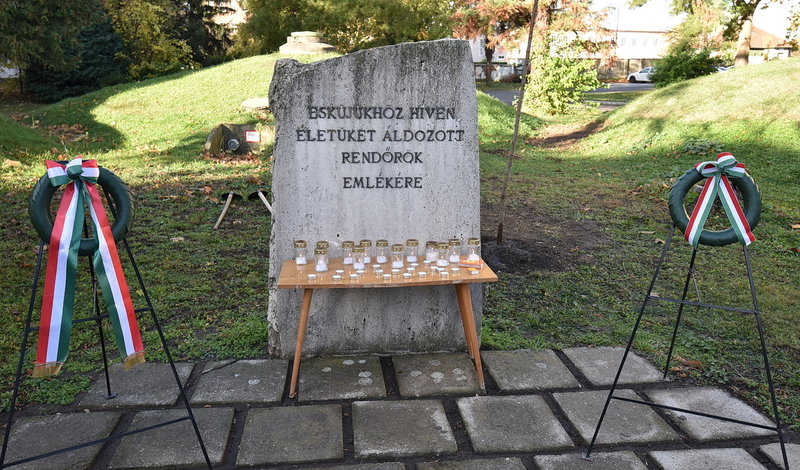 ESKÜJÜKHÖZ HÍVEN
ÉLETÜKET ÁLDOZOTT
RENDŐRÖK
EMLÉKÉRE